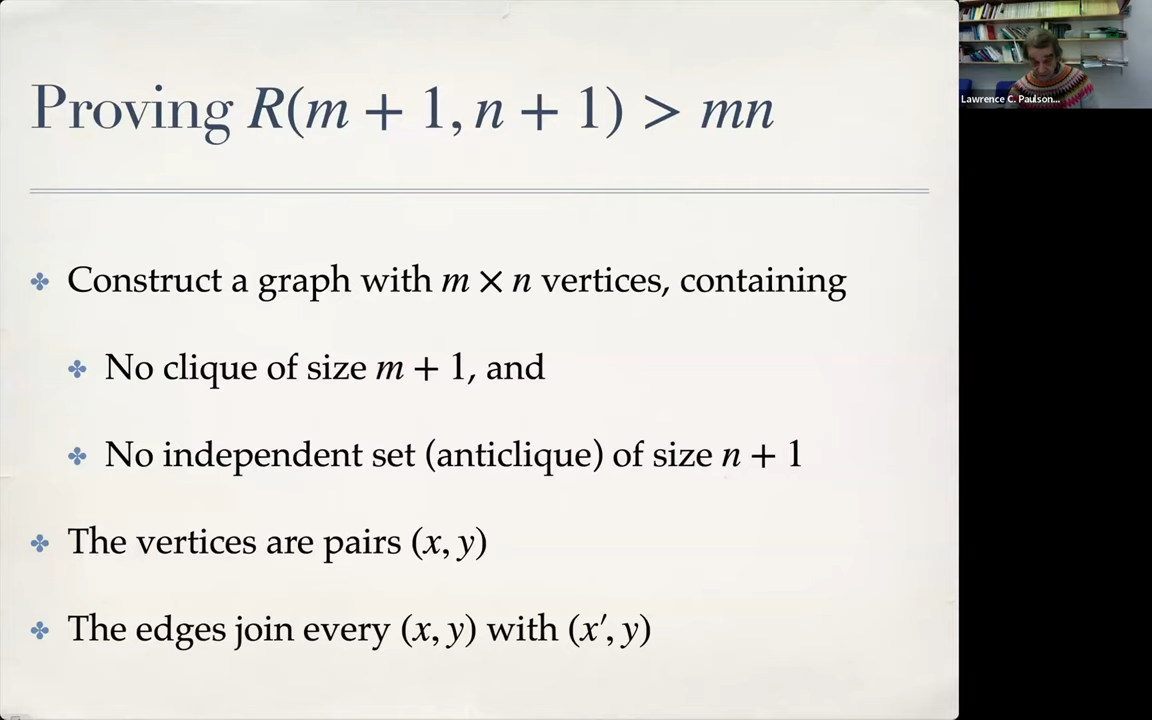 Proving R(m + 1, n + 1) > mn
Construct a graph with m × n vertices, containing
No clique of size m + 1, and
No independent set (anticlique) of size n + 1
The vertices are pairs (x, y)
The edges join every (x, y) with (x′, y)
Lawrence C. Paulson...